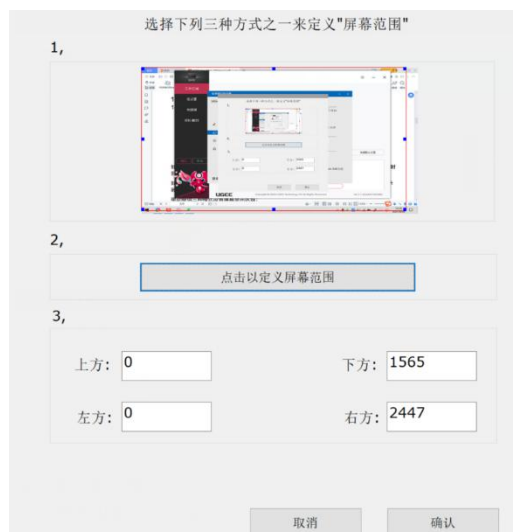 选择下列三种方式之一来定义"屏幕范围"
1,
UGCC
2,
点击以定义屏幕范围
3,
上方: 0 下方: 1565
左方: 0 右方: 2447
取消 确认